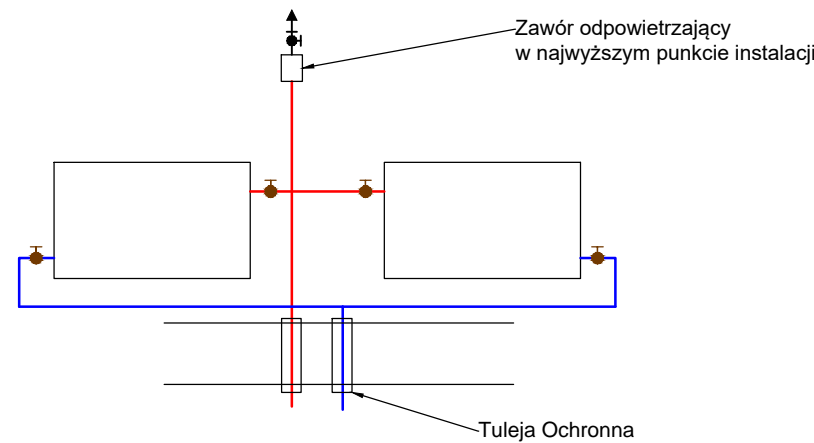 Zawór odpowietrzający
w najwyższym punkcie instalacji
Tuleja Ochronna